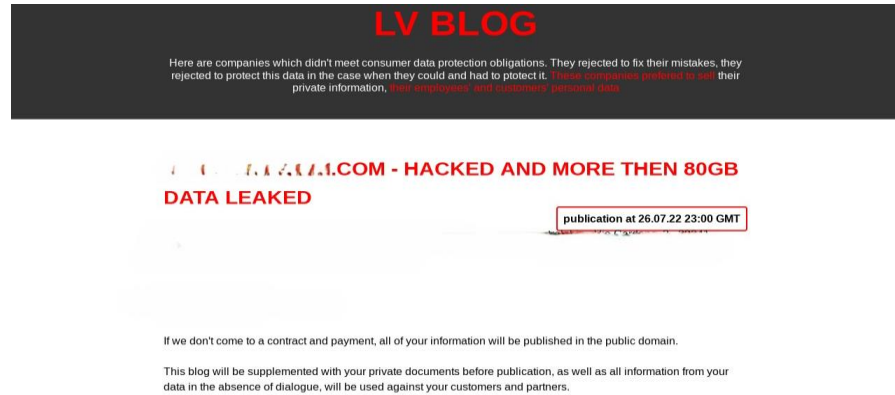 LV BLOG
Here are companies which didn't meet consumer data protection obligations. They rejected to fix their mistakes, they
rejected to protect this data in the case when they could and had to ptotect it. These companies prefered to sell their
private information, their employees' and customers' personal data
.COM - HACKED AND MORE THEN 80GB
DATA LEAKED
publication at 26.07.22 23:00 GMT
If we don't come to a contract and payment, all of your information will be published in the public domain.
This blog will be supplemented with your private documents before publication, as well as all information from your
data in the absence of dialogue, will be used against your customers and partners.